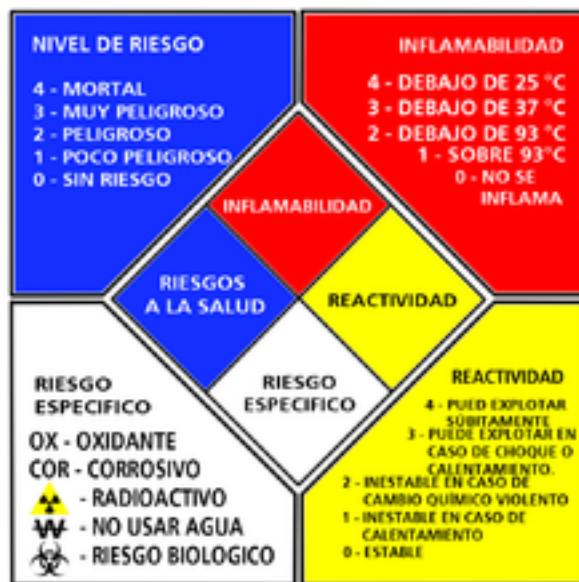 NIVEL DE RIESGO
4 - MORTAL
3 - MUY PELIGROSO
2 - PELIGROSO
1 - POCO PELIGROSO
0 - SIN RIESGO
INFLAMABILIDAD
4 - DEBAJO DE 25 °C
3 - DEBAJO DE 37 °C
2 - DEBAJO DE 93 °C
1 - SOBRE 93°C
0 - NO SE
INFLAMA
INFLAMABILIDAD
RIESGOS
A LA SALUD
REACTIVIDAD
RIESGO
ESPECIFICO
RIESGO
ESPECIFICO
OX - OXIDANTE
COR - CORROSIVO
- RADIOACTIVO
W - NO USAR AGUA
- RIESGO BIOLOGICO
REACTIVIDAD
4 - PUED EXPLOTAR
SÚBITAMENTE
3 - PUEDE EXPLOTAR EN
CASO DE CHOQUE O
CALENTAMIENTO.
2 - INESTABLE EN CASO DE
CAMBIO QUÍMICO VIOLENTO
1 - INESTABLE EN CASO DE
CALENTAMIENTO
0 - ESTABLE